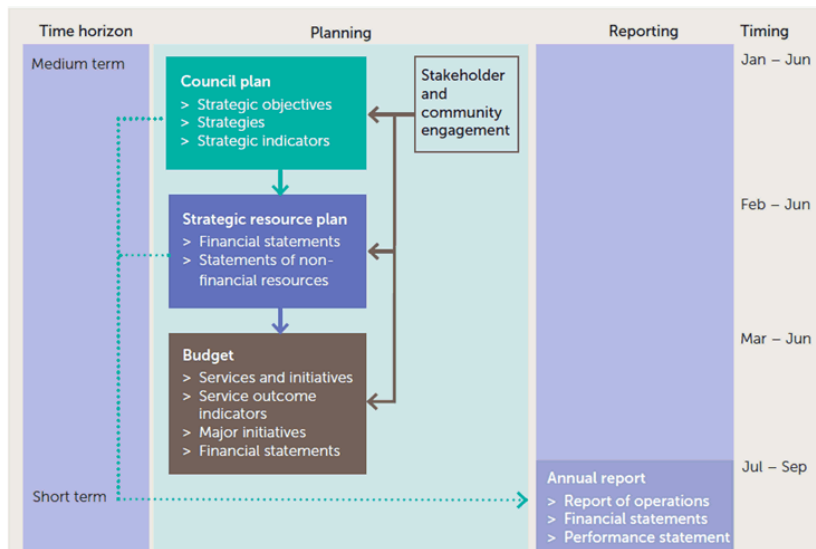 Time horizon
Planning
Reporting
Timing
Medium term
Jan – Jun
Council plan
> Strategic objectives
> Strategies
> Strategic indicators
Stakeholder
and
community
engagement
Feb – Jun
Strategic resource plan
> Financial statements
> Statements of non-
financial resources
Mar – Jun
Budget
> Services and initiatives
> Service outcome
indicators
> Major initiatives
> Financial statements
Jul – Sep
Short term
Annual report
> Report of operations
> Financial statements
> Performance statement